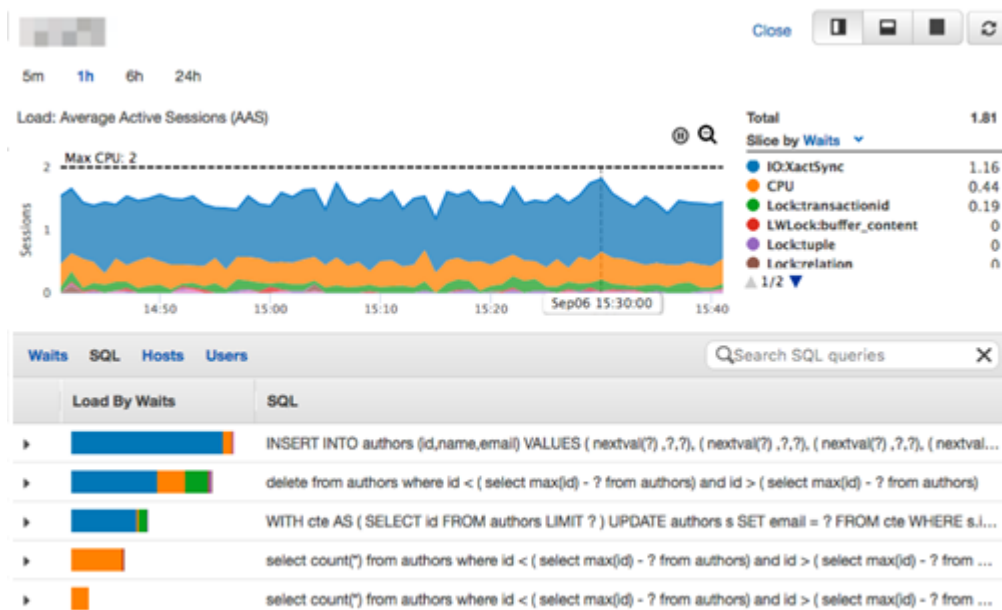 Close
5m 1h 6h 24h
Load: Average Active Sessions (AAS)
Total 1.81
Slice by Waits
Max CPU: 2
2
1
0
Sessions
IO:XactSync 1.16
CPU 0.44
Lock:transactionid 0.19
LWLock:buffer_content 0
Lock:tuple 0
Lock:relation 0
1/2
14:50 15:00 15:10 15:20 Sep06 15:30:00 15:40
Waits SQL Hosts Users
Search SQL queries
Load By Waits SQL
INSERT INTO authors (id,name,email) VALUES ( nextval(?) ,?,?), ( nextval(?) ,?,?), ( nextval(?) ,?,?), ( nextval...
delete from authors where id < ( select max(id) - ? from authors) and id > ( select max(id) - ? from authors)
WITH cte AS ( SELECT id FROM authors LIMIT ? ) UPDATE authors s SET email = ? FROM cte WHERE s.i...
select count(*) from authors where id < ( select max(id) - ? from authors) and id > ( select max(id) - ? from ...
select count(*) from authors where id < ( select max(id) - ? from authors) and id > ( select max(id) - ? from ...